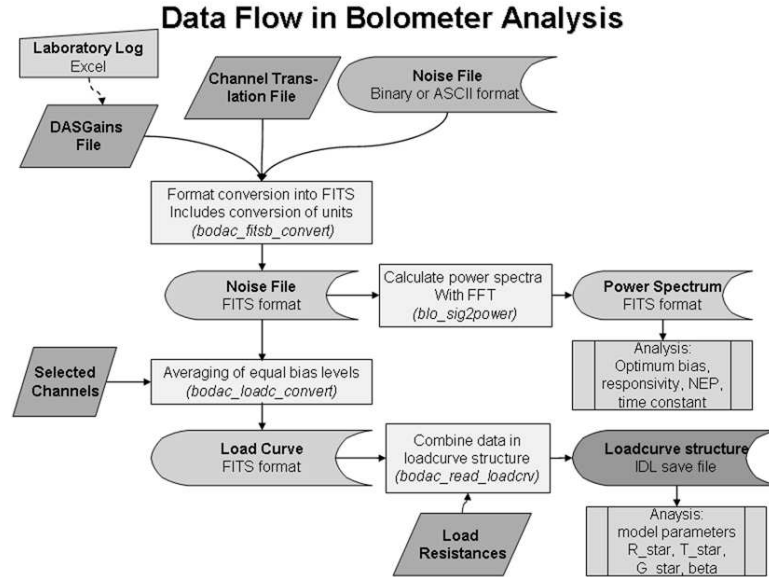 Data Flow in Bolometer Analysis
Laboratory Log
Excel
Channel Trans-
lation File
Noise File
Binary or ASCII format
DASGains
File
Format conversion into FITS
Includes conversion of units
(bodac_fitsb_convert)
Noise File
FITS format
Calculate power spectra
With FFT
(blo_sig2power)
Power Spectrum
FITS format
Analysis:
Optimum bias,
responsivity, NEP,
time constant
Selected
Channels
Averaging of equal bias levels
(bodac_loadc_convert)
Load Curve
FITS format
Combine data in
loadcurve structure
(bodac_read_loadcrv)
Loadcurve structure
IDL save file
Load
Resistances
Anaysis:
model parameters
R_star, T_star,
G_star, beta